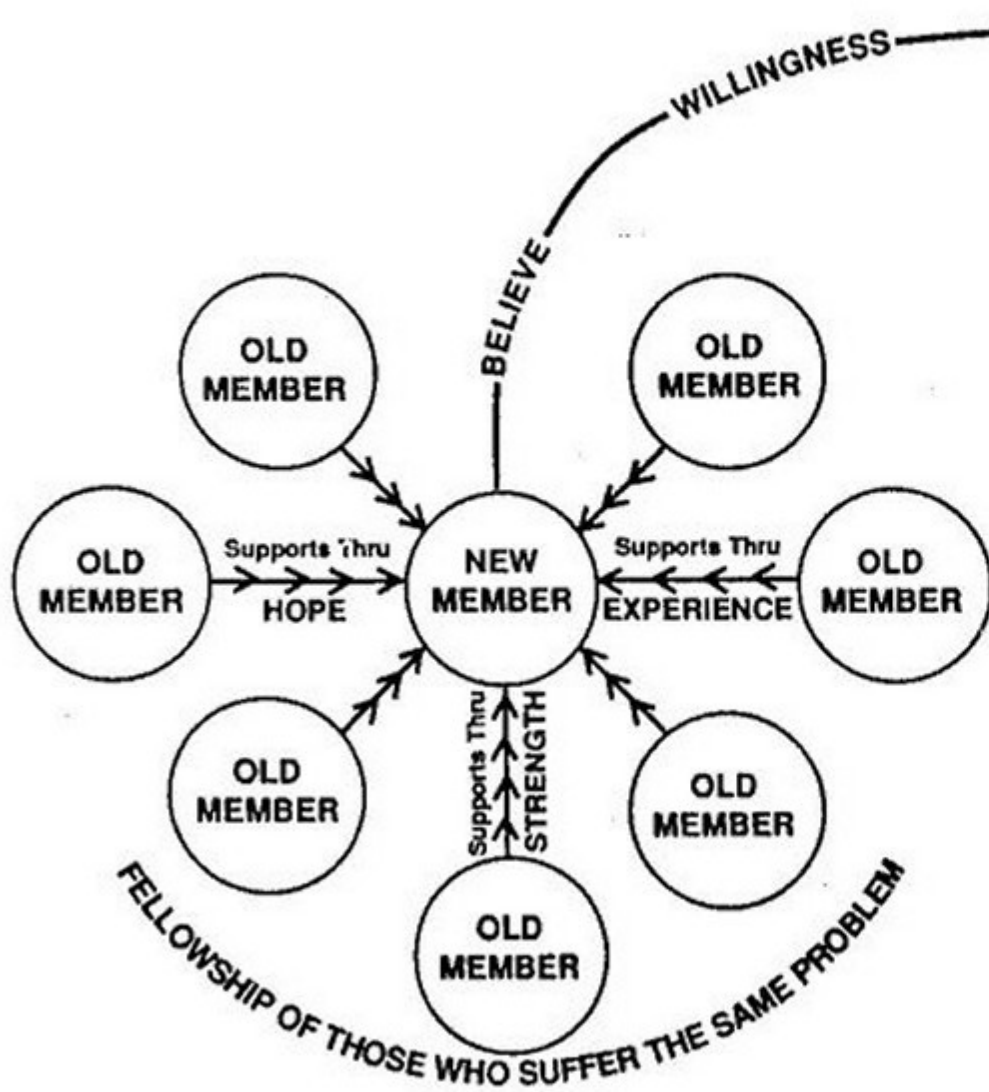 WILLINGNESS
BELIEVE
OLD
MEMBER
OLD
MEMBER
OLD
MEMBER
Supports Thru
HOPE
NEW
MEMBER
Supports Thru
EXPERIENCE
OLD
MEMBER
OLD
MEMBER
Supports Thru
STRENGTH
OLD
MEMBER
OLD
MEMBER
FELLOWSHIP OF THOSE WHO SUFFER THE SAME PROBLEM